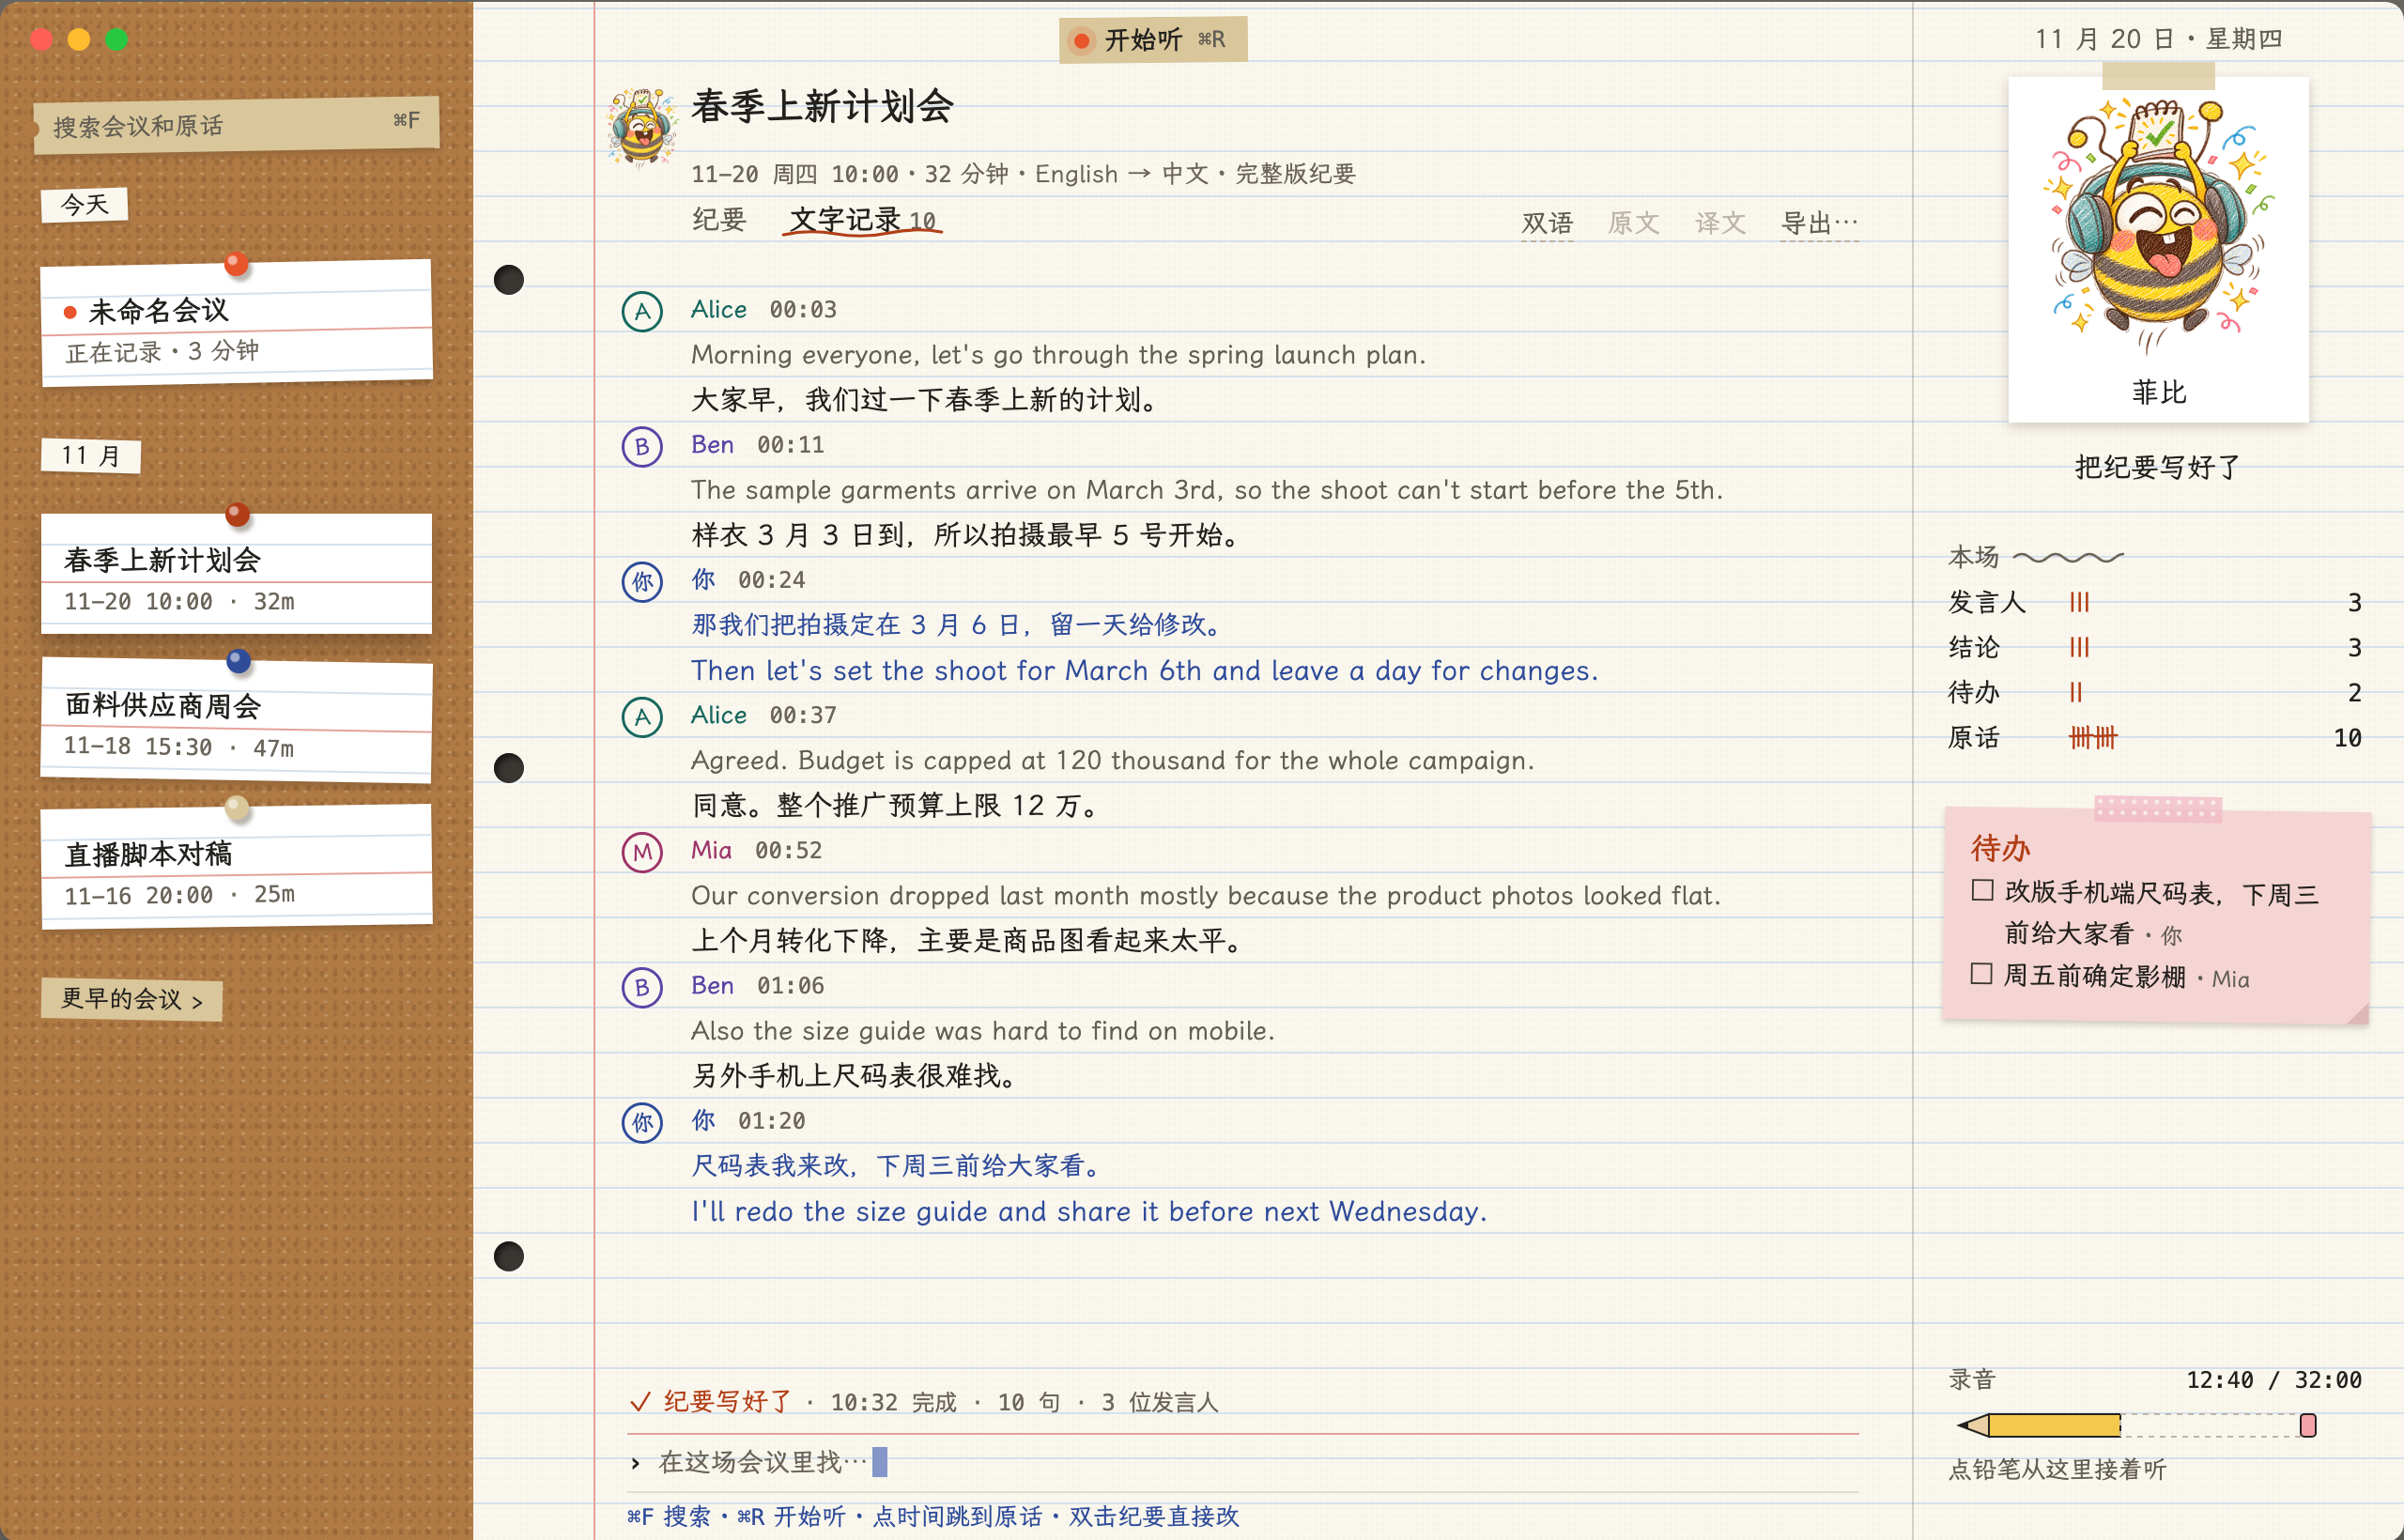 搜索会议和原话 ⌘F
今天
未命名会议
正在记录·3 分钟
11 月
春季上新计划会
11-20 10:00 · 32m
面料供应商周会
11-18 15:30 · 47m
直播脚本对稿
11-16 20:00 · 25m
更早的会议 >
开始听 ⌘R
春季上新计划会
11-20 周四 10:00·32 分钟·English → 中文·完整版纪要
纪要 文字记录 10 双语 原文 译文 导出…
A Alice 00:03
Morning everyone, let's go through the spring launch plan.
大家早，我们过一下春季上新的计划。
B Ben 00:11
The sample garments arrive on March 3rd, so the shoot can't start before the 5th.
样衣 3 月 3 日到，所以拍摄最早 5 号开始。
你 你 00:24
那我们把拍摄定在 3 月 6 日，留一天给修改。
Then let's set the shoot for March 6th and leave a day for changes.
A Alice 00:37
Agreed. Budget is capped at 120 thousand for the whole campaign.
同意。整个推广预算上限 12 万。
M Mia 00:52
Our conversion dropped last month mostly because the product photos looked flat.
上个月转化下降，主要是商品图看起来太平。
B Ben 01:06
Also the size guide was hard to find on mobile.
另外手机上尺码表很难找。
你 你 01:20
尺码表我来改，下周三前给大家看。
I'll redo the size guide and share it before next Wednesday.
✓ 纪要写好了 · 10:32 完成 · 10 句 · 3 位发言人
› 在这场会议里找…
⌘F 搜索·⌘R 开始听·点时间跳到原话·双击纪要直接改
11 月 20 日·星期四
菲比
把纪要写好了
本场
发言人 3
结论 3
待办 2
原话 10
待办
改版手机端尺码表，下周三
前给大家看·你
周五前确定影棚·Mia
录音 12:40 / 32:00
点铅笔从这里接着听